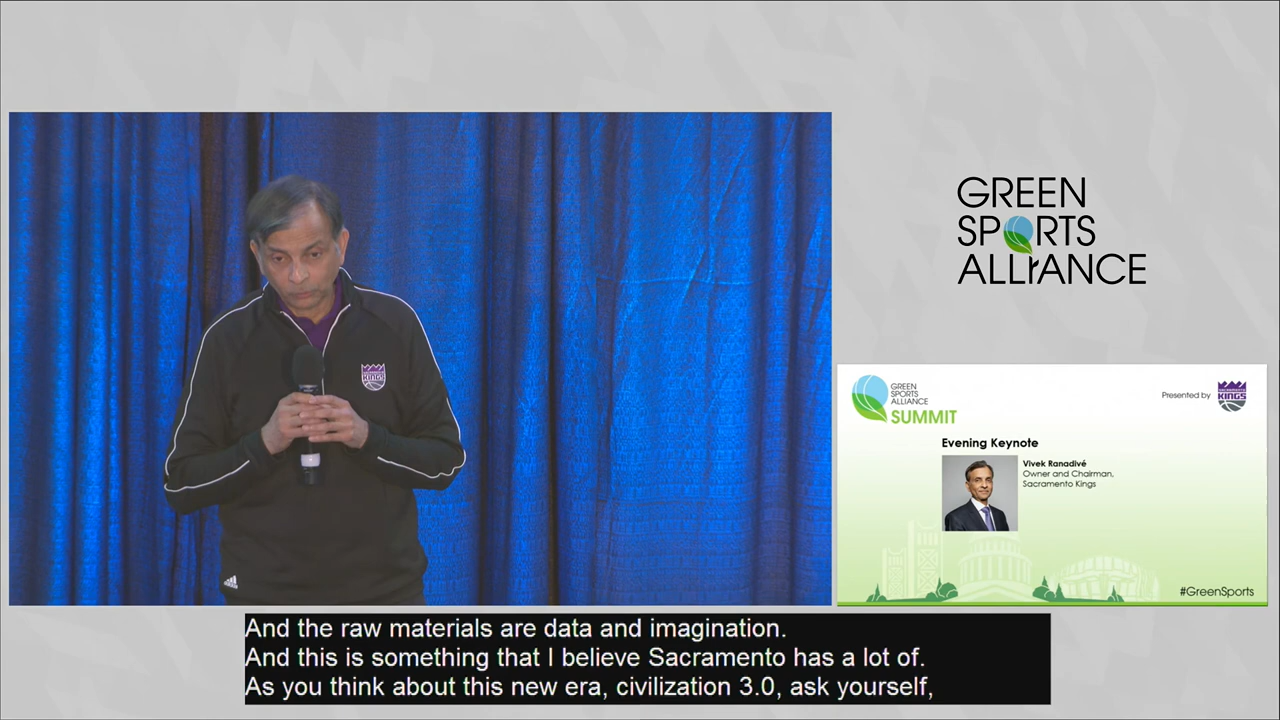 GREEN
SPORTS
ALLIANCE
KINGS
GREEN
SPORTS
ALLIANCE
SUMMIT
Presented by
SACRAMENTO
KINGS
Evening Keynote
Vivek Ranadivé
Owner and Chairman,
Sacramento Kings
#GreenSports
And the raw materials are data and imagination.
And this is something that I believe Sacramento has a lot of.
As you think about this new era, civilization 3.0, ask yourself,